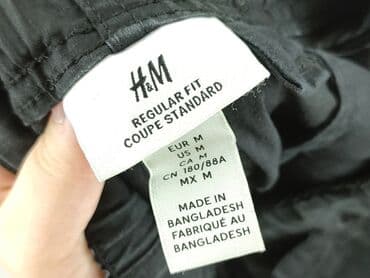 H&M
REGULAR FIT
COUPE STANDARD
EUR M
US M
CA M
CN 180/88A
MX M
MADE IN
BANGLADESH
FABRIQUÉ AU
BANGLADESH